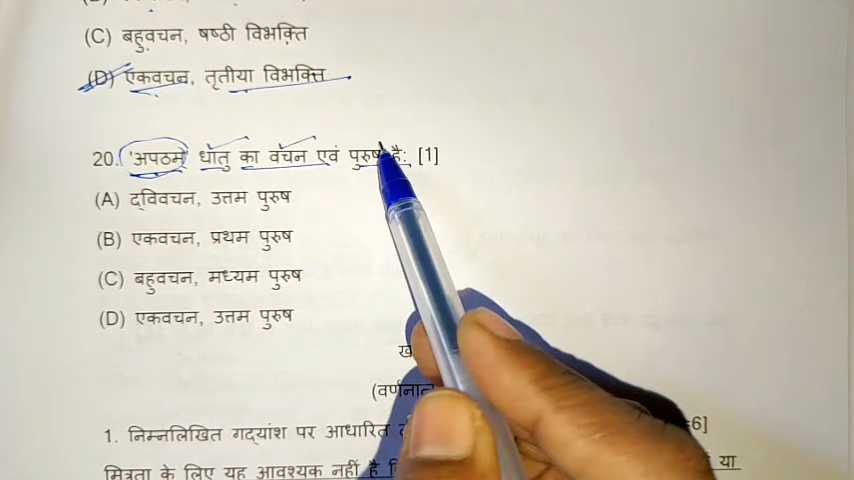 (C) बहुवचन, षष्ठी विभक्ति
(D) एकवचन, तृतीया विभक्ति
20. 'अपठम्' धातु का वचन एवं पुरुष है: [1]
(A) द्विवचन, उत्तम पुरुष
(B) एकवचन, प्रथम पुरुष
(C) बहुवचन, मध्यम पुरुष
(D) एकवचन, उत्तम पुरुष
ख
(वर्णनात
1. निम्नलिखित गद्यांश पर आधारित 6]
मित्रता के लिए यह आवश्यक नहीं है या